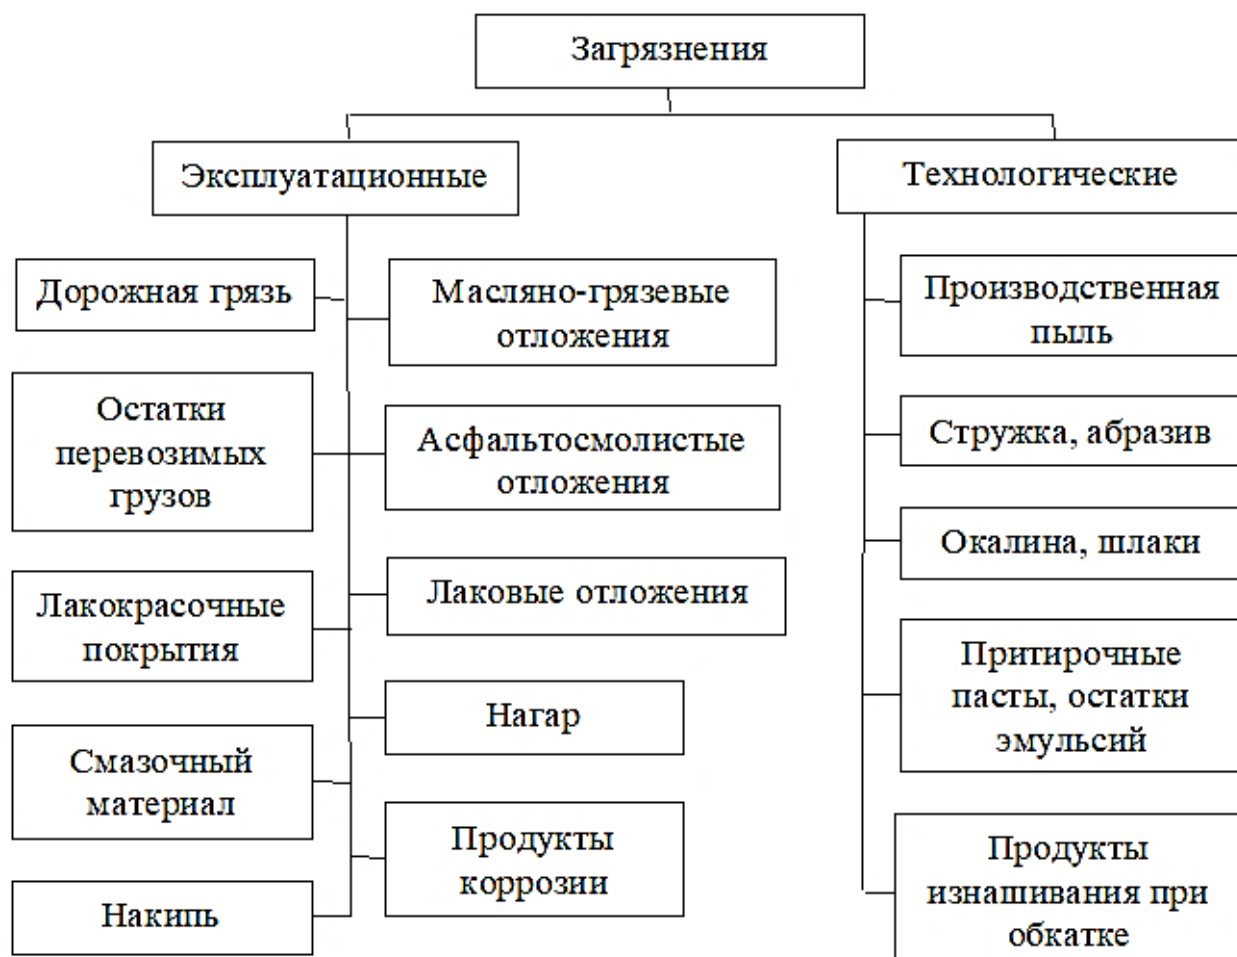 Загрязнения
Эксплуатационные
Технологические
Дорожная грязь
Остатки
перевозимых
грузов
Лакокрасочные
покрытия
Смазочный
материал
Накипь
Масляно-грязевые
отложения
Асфальтосмолистые
отложения
Лаковые отложения
Нагар
Продукты
коррозии
Производственная
пыль
Стружка, абразив
Окалина, шлаки
Притирочные
пасты, остатки
эмульсий
Продукты
изнашивания при
обкатке